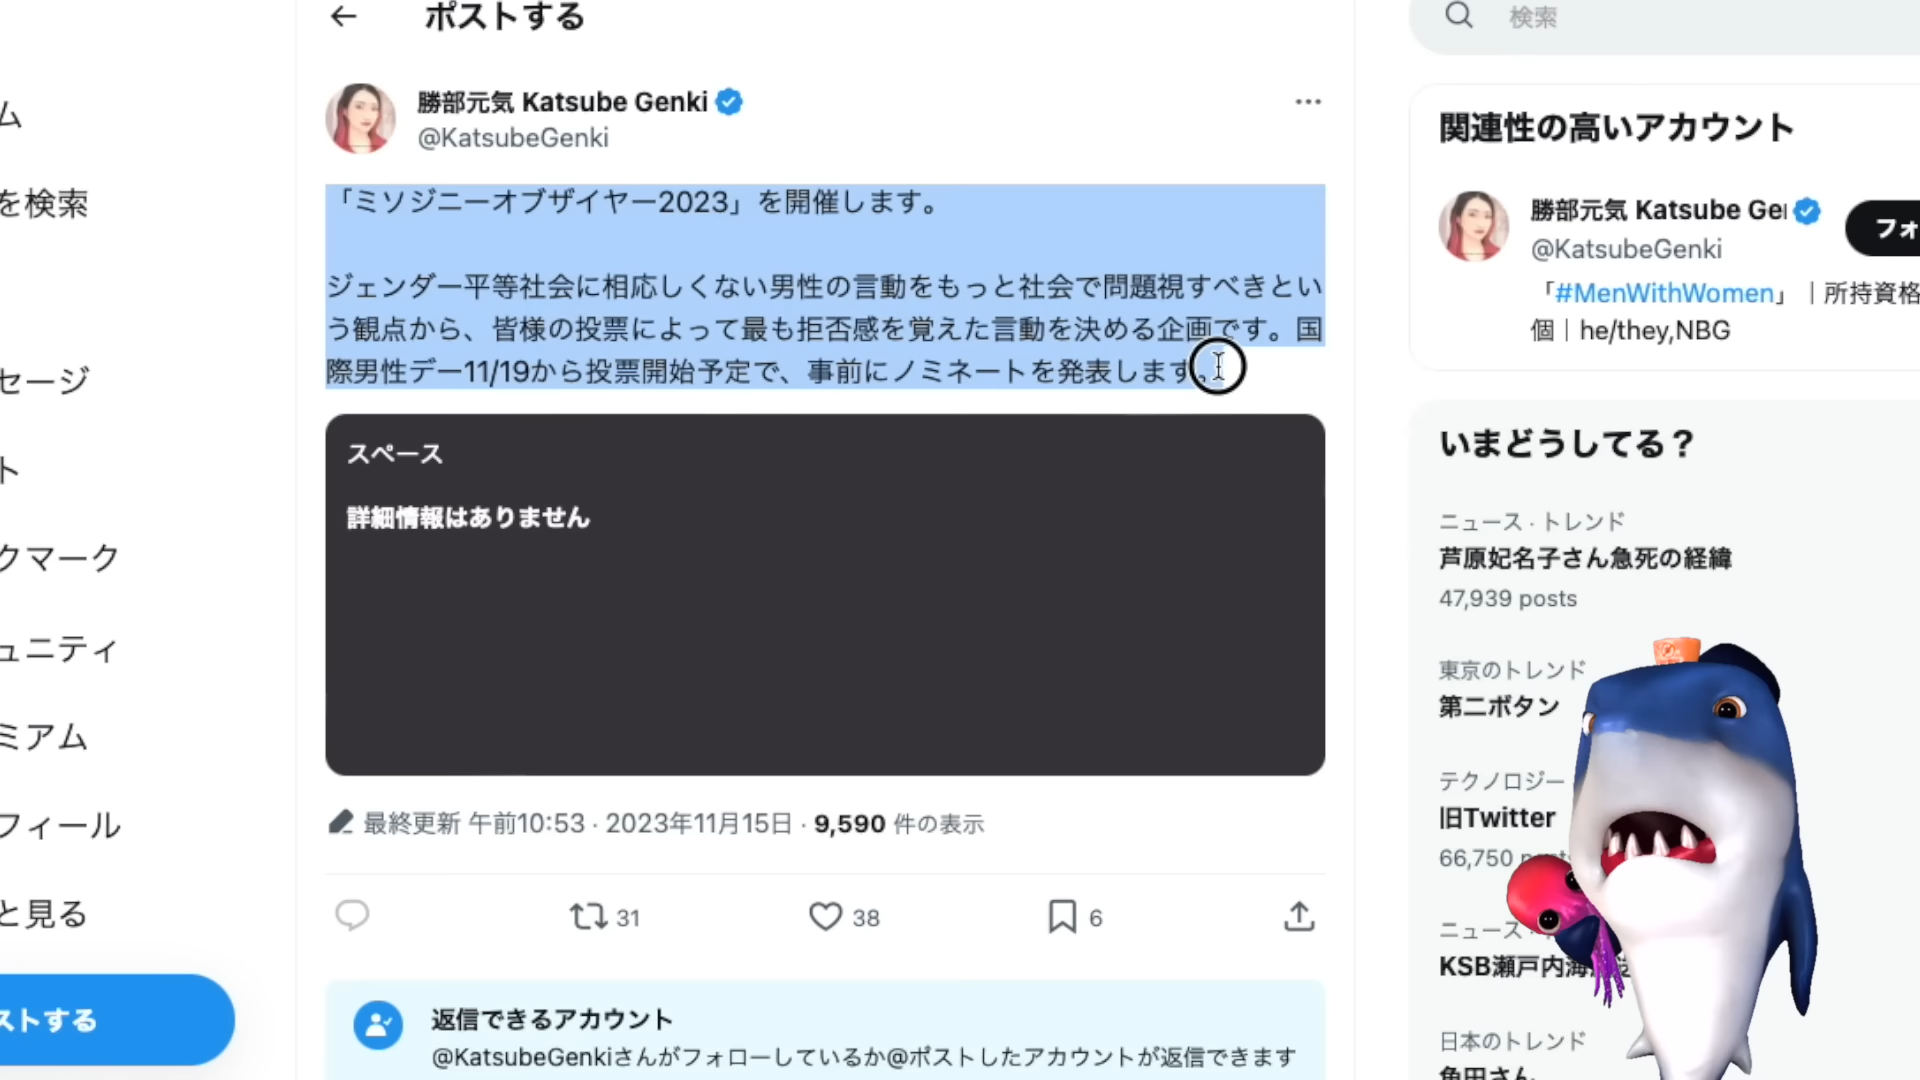 ポストする
勝部元気 Katsube Genki
@KatsubeGenki
「ミソジニーオブザイヤー2023」を開催します。
ジェンダー平等社会に相応しくない男性の言動をもっと社会で問題視すべきとい
う観点から、皆様の投票によって最も拒否感を覚えた言動を決める企画です。国
際男性デー11/19から投票開始予定で、事前にノミネートを発表します。
スペース
詳細情報はありません
最終更新 午前10:53 · 2023年11月15日 · 9,590 件の表示
31
38
6
返信できるアカウント
@KatsubeGenkiさんがフォローしているか@ポストしたアカウントが返信できます
ム
を検索
セージ
ト
クマーク
ュニティ
ミアム
フィール
と見る
ストする
検索
関連性の高いアカウント
勝部元気 Katsube Ge
@KatsubeGenki
フォ
「#MenWithWomen」｜所持資格
個｜he/they,NBG
いまどうしてる？
ニュース · トレンド
芦原妃名子さん急死の経緯
47,939 posts
東京のトレンド
第二ボタン
テクノロジー
旧Twitter
66,750
ニュース
KSB瀬戸内海
日本のトレンド
角田さん